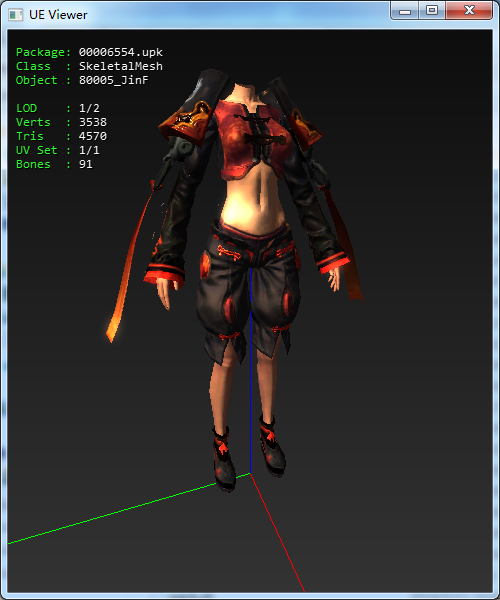 UE Viewer
Package: 00006554.upk
Class : SkeletalMesh
Object : 80005_JinF
LOD : 1/2
Verts : 3538
Tris : 4570
UV Set : 1/1
Bones : 91